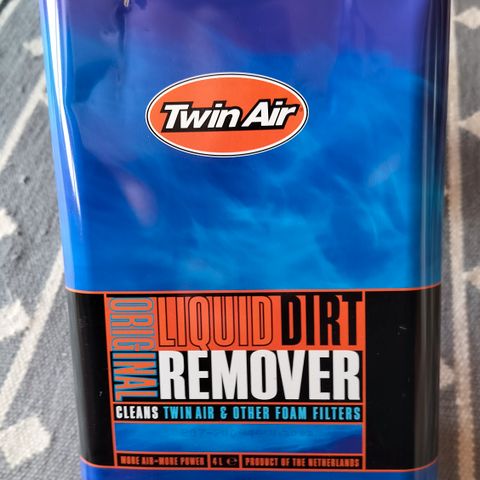 Twin Air
ORIGINAL
LIQUID DIRT
REMOVER
CLEANS TWIN AIR & OTHER FOAM FILTERS
MORE AIR-MORE POWER 4 L e PRODUCT OF THE NETHERLANDS